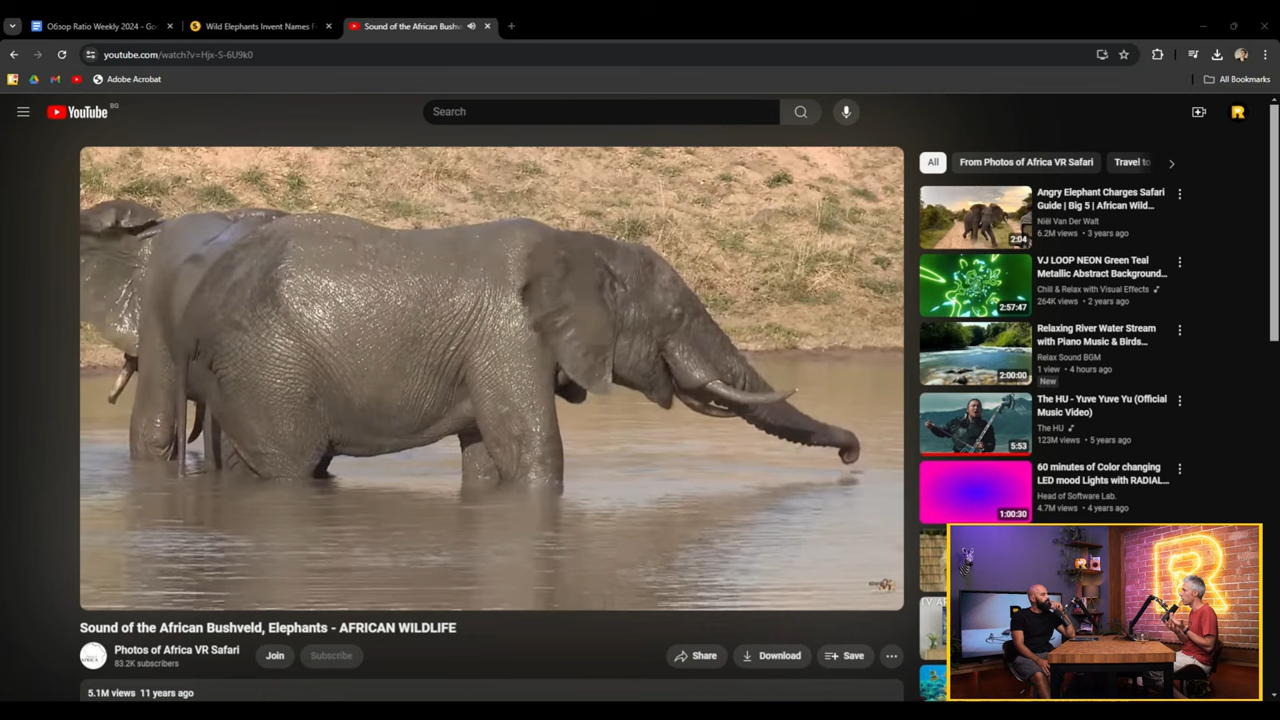 Обзор Ratio Weekly 2024 - Go
Wild Elephants Invent Names F
Sound of the African Bushv
youtube.com/watch?v=Hjx-S-6U9k0
Adobe Acrobat
All Bookmarks
YouTube
BG
Search
All
From Photos of Africa VR Safari
Travel to
Angry Elephant Charges Safari
Guide | Big 5 | African Wild...
Niël Van Der Walt
6.2M views • 3 years ago
2:04
VJ LOOP NEON Green Teal
Metallic Abstract Background...
Chill & Relax with Visual Effects
264K views • 2 years ago
2:57:47
Relaxing River Water Stream
with Piano Music & Birds...
Relax Sound BGM
1 view • 4 hours ago
2:00:00
New
The HU - Yuve Yuve Yu (Official
Music Video)
The HU
123M views • 5 years ago
5:53
60 minutes of Color changing
LED mood Lights with RADIAL...
Head of Software Lab.
4.7M views • 4 years ago
1:00:30
R
Sound of the African Bushveld, Elephants - AFRICAN WILDLIFE
Photos of Africa VR Safari
83.2K subscribers
Join
Subscribe
Share
Download
Save
5.1M views 11 years ago